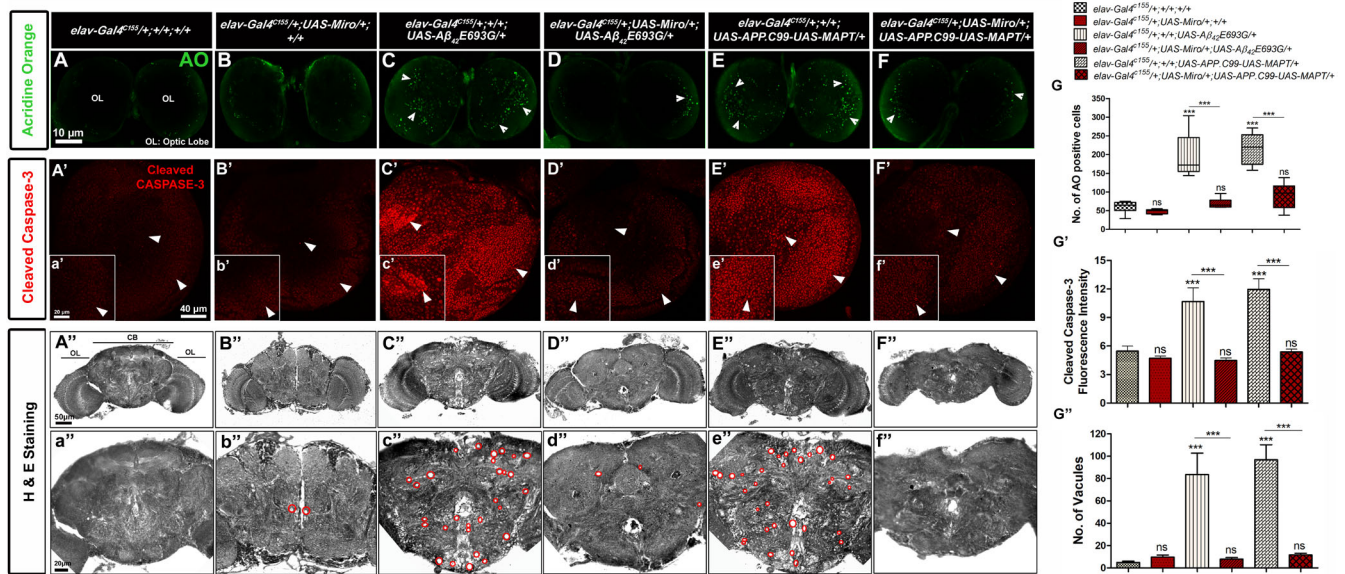 elav-Gal4C155/+;+/+;+/+
elav-Gal4C155/+;UAS-Miro/+;
+/+
elav-Gal4C155/+;+/+;
UAS-Aβ42E693G/+
elav-Gal4C155/+;UAS-Miro/+;
UAS-Aβ42E693G/+
elav-Gal4C155/+;+/+;
UAS-APP.C99-UAS-MAPT/+
elav-Gal4C155/+;UAS-Miro/+;
UAS-APP.C99-UAS-MAPT/+
Acridine Orange
A
AO
OL
OL
10 µm
OL: Optic Lobe
B
C
D
E
F
Cleaved Caspase-3
A'
Cleaved
CASPASE-3
a'
20 µm
40 µm
B'
b'
C'
c'
D'
d'
E'
e'
F'
f'
H & E Staining
A''
CB
OL
OL
50µm
B''
C''
D''
E''
F''
a''
20µm
b''
c''
d''
e''
f''
elav-Gal4c155/+;+/+;+/+
elav-Gal4c155/+;UAS-Miro/+;+/+
elav-Gal4c155/+;+/+;UAS-Aβ42E693G/+
elav-Gal4c155/+;UAS-Miro/+;UAS-Aβ42E693G/+
elav-Gal4c155/+;+/+;UAS-APP.C99-UAS-MAPT/+
elav-Gal4c155/+;UAS-Miro/+;UAS-APP.C99-UAS-MAPT/+
G
No. of AO positive cells
350
300
250
200
150
100
50
0
ns
***
***
ns
***
***
ns
G'
Cleaved Caspase-3
Fluorescence Intensity
15
12
9
6
3
0
ns
***
***
ns
***
***
ns
G''
No. of Vacules
120
100
80
60
40
20
0
ns
***
***
ns
***
***
ns